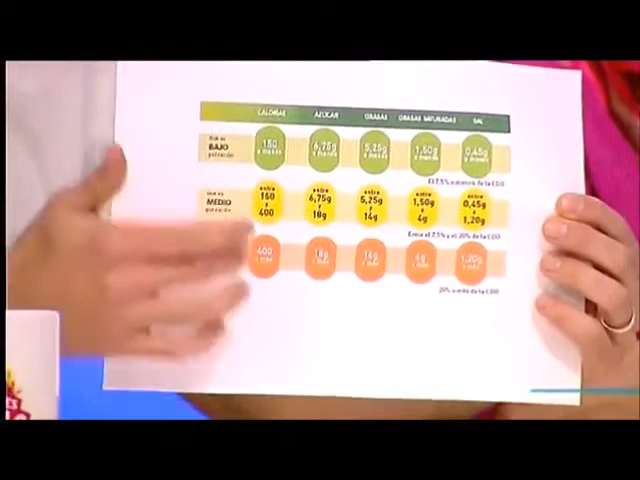 CALORÍAS AZÚCAR GRASAS GRASAS SATURADAS SAL
BAJO
150 o menos 6,75g o menos 5,25g o menos 1,50g o menos 0,45g o menos
El 7,5% o menos de la CDO
MEDIO
entre 150 y 400 entre 6,75g y 18g entre 5,25g y 14g entre 1,50g y 4g entre 0,45g y 1,20g
Entre el 7,5% y el 20% de la CDO
400 o más 18g o más 14g o más 4g o más 1,20g o más
20% o más de la CDO